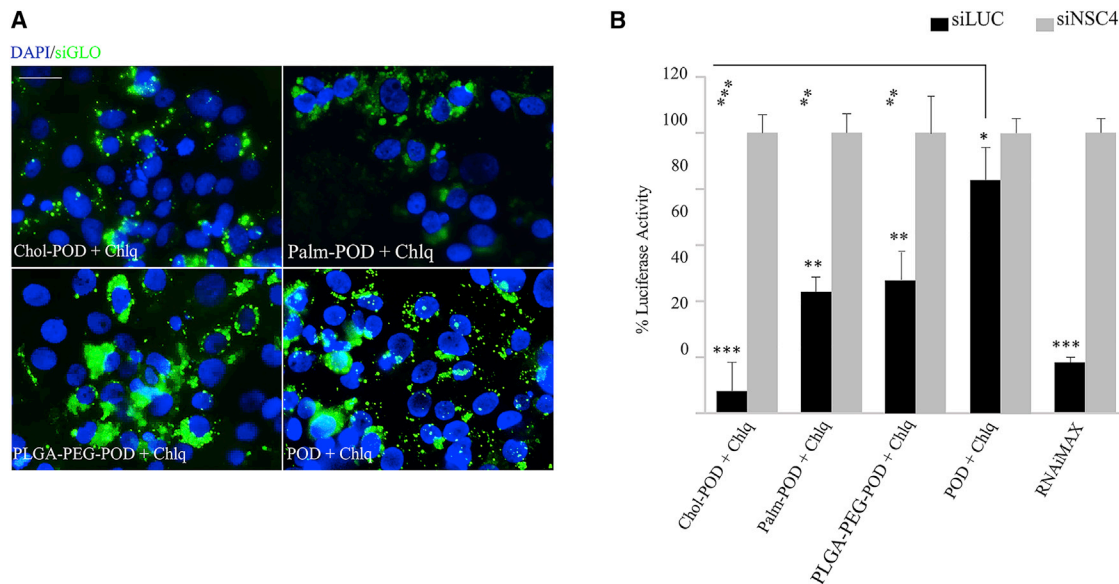 A
DAPI/siGLO
Chol-POD + Chlq
Palm-POD + Chlq
PLGA-PEG-POD + Chlq
POD + Chlq
B
siLUC
siNSC4
% Luciferase Activity
120
100
80
60
40
20
0
***
**
**
*
***
**
**
***
Chol-POD + Chlq
Palm-POD + Chlq
PLGA-PEG-POD + Chlq
POD + Chlq
RNAiMAX